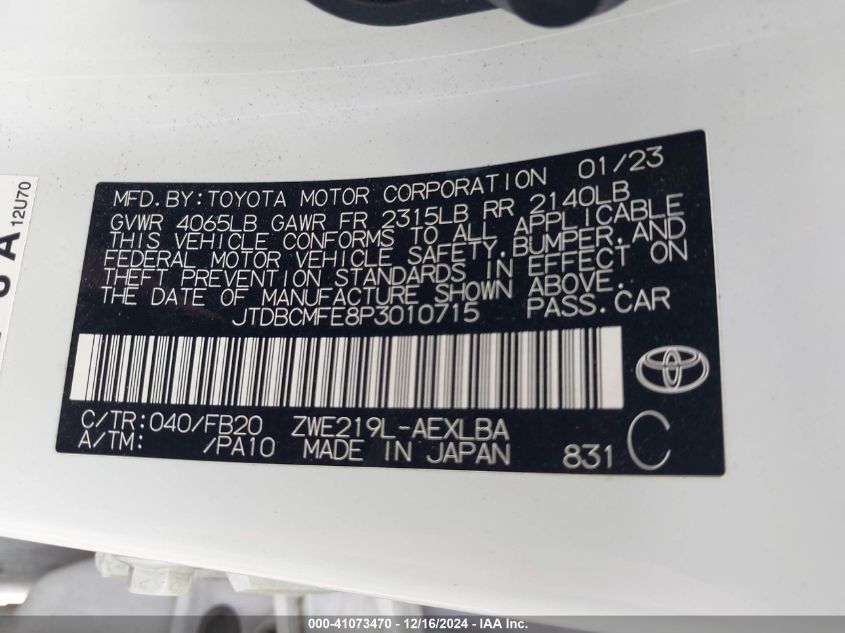 MFD. BY: TOYOTA MOTOR CORPORATION 01/23
GVWR 4065LB GAWR FR 2315LB RR 2140LB
THIS VEHICLE CONFORMS TO ALL APPLICABLE
FEDERAL MOTOR VEHICLE SAFETY, BUMPER, AND
THEFT PREVENTION STANDARDS IN EFFECT ON
THE DATE OF MANUFACTURE SHOWN ABOVE.
JTDBCMFE8P3010715 PASS. CAR
C/TR: 040/FB20 ZWE219L-AEXLBA
A/TM: /PA10 MADE IN JAPAN 831 C
12U70
A
000-41073470 - 12/16/2024 - IAA Inc.